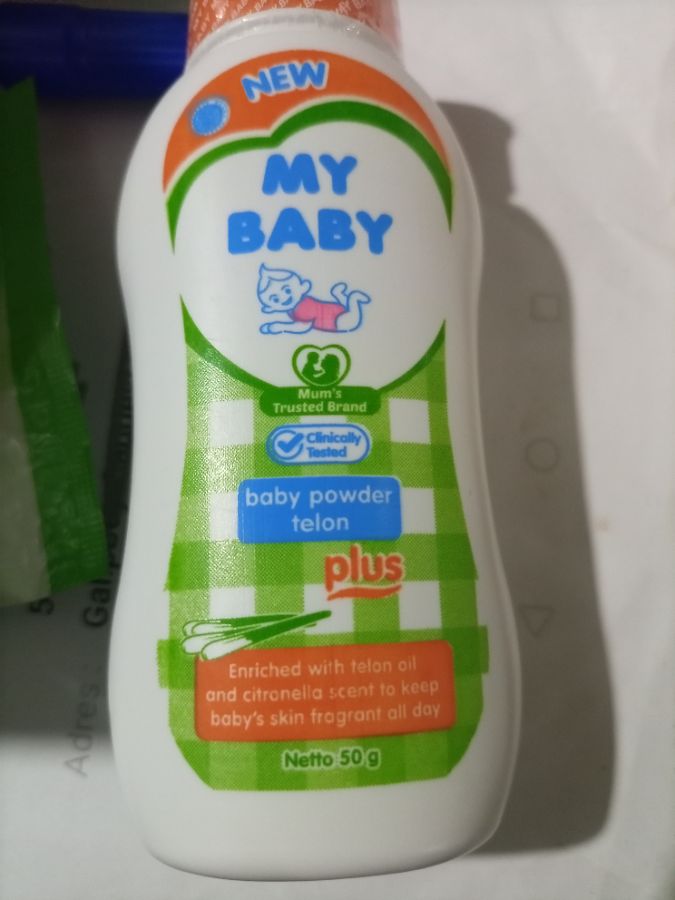 NEW
MY
BABY
Mum's
Trusted Brand
Clinically
Tested
baby powder
telon
plus
Enriched with telon oil
and citronella scent to keep
baby's skin fragrant all day
Netto 50 g
Adres :